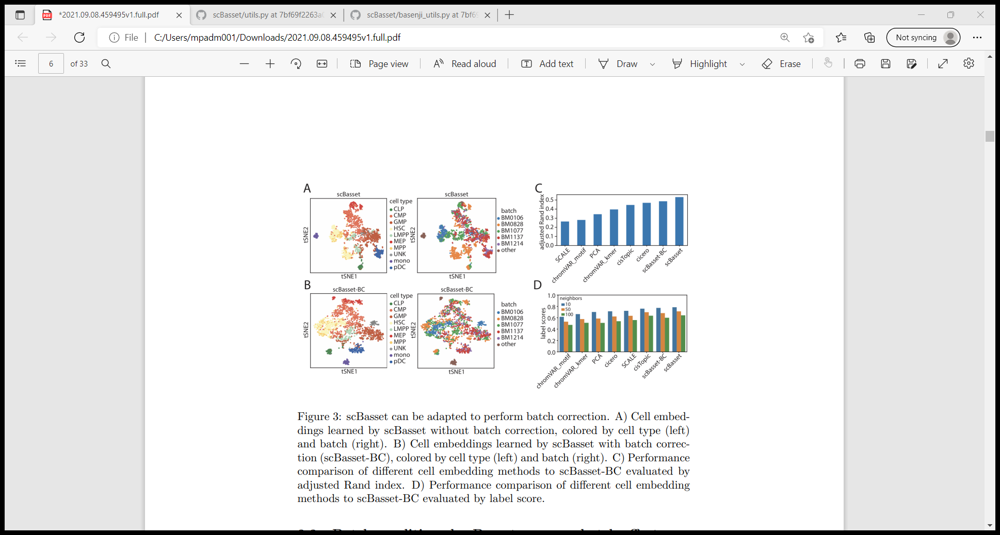 *2021.09.08.459495v1.full.pdf
scBasset/utils.py at 7bf69f2263a0
scBasset/basenji_utils.py at 7bf69
File
C:/Users/mpadm001/Downloads/2021.09.08.459495v1.full.pdf
Not syncing
6 of 33
Page view
Read aloud
Add text
Draw
Highlight
Erase
A
scBasset
tSNE2
tSNE1
cell type
CLP
CMP
GMP
HSC
LMPP
MEP
MPP
UNK
mono
pDC
scBasset
tSNE2
tSNE1
batch
BM0106
BM0828
BM1077
BM1137
BM1214
other
B
scBasset-BC
tSNE2
tSNE1
cell type
CLP
CMP
GMP
HSC
LMPP
MEP
MPP
UNK
mono
pDC
scBasset-BC
tSNE2
tSNE1
batch
BM0106
BM0828
BM1077
BM1137
BM1214
other
C
adjusted Rand index
0.5
0.4
0.3
0.2
0.1
0.0
SCALE
chromVAR_motif
PCA
chromVAR_kmer
cisTopic
cicero
scBasset-BC
scBasset
D
label scores
1.0
0.8
0.6
0.4
0.2
0.0
neighbors
10
50
100
chromVAR_motif
chromVAR_kmer
PCA
cicero
SCALE
cisTopic
scBasset-BC
scBasset
Figure 3: scBasset can be adapted to perform batch correction. A) Cell embed-
dings learned by scBasset without batch correction, colored by cell type (left)
and batch (right). B) Cell embeddings learned by scBasset with batch correc-
tion (scBasset-BC), colored by cell type (left) and batch (right). C) Performance
comparison of different cell embedding methods to scBasset-BC evaluated by
adjusted Rand index. D) Performance comparison of different cell embedding
methods to scBasset-BC evaluated by label score.